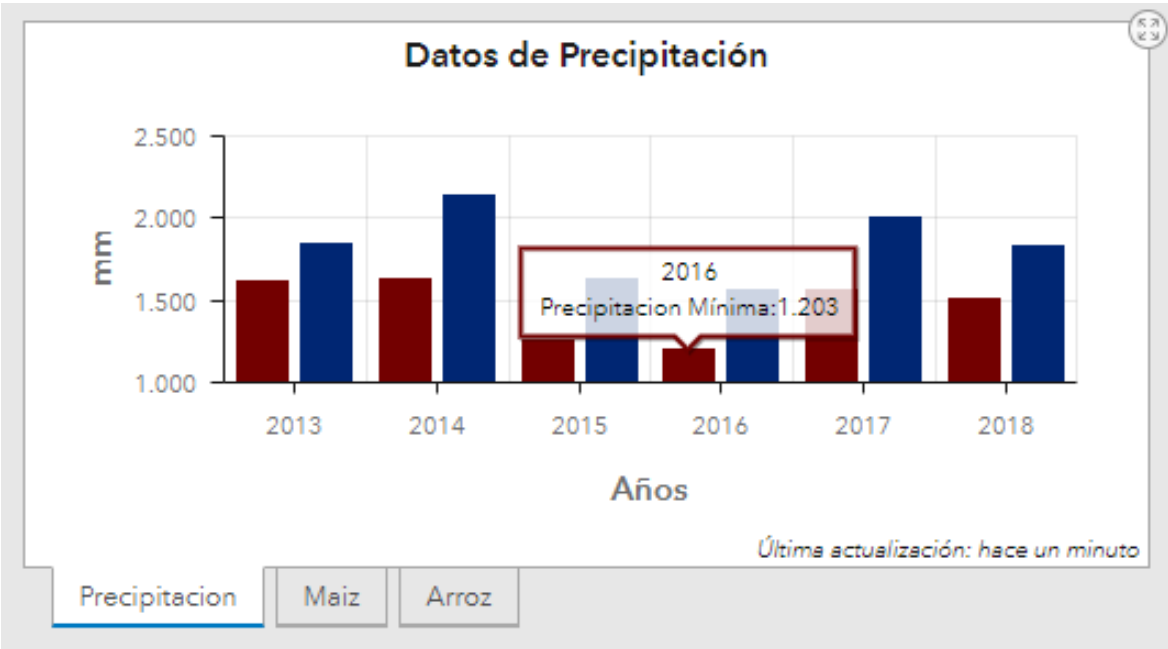 Datos de Precipitación
2.500
2.000
1.500
1.000
mm
2016
Precipitacion Mínima:1.203
2013 2014 2015 2016 2017 2018
Años
Última actualización: hace un minuto
Precipitacion Maiz Arroz